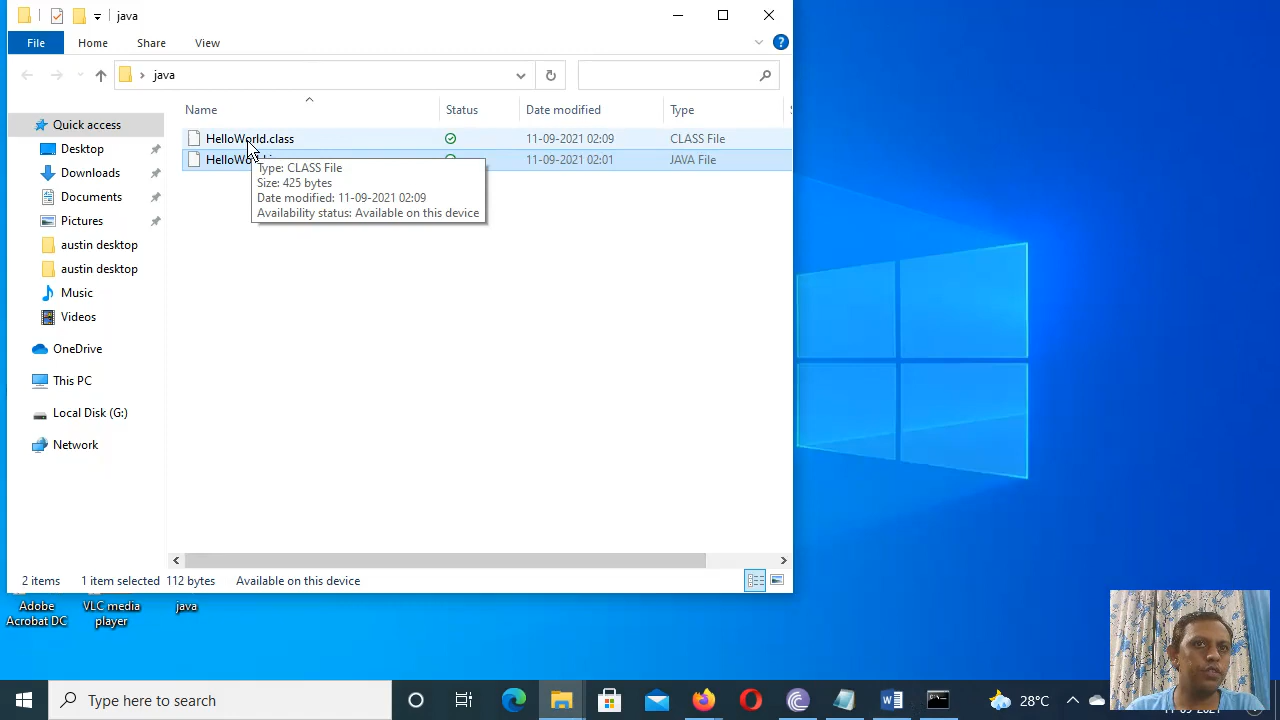 java
File
Home
Share
View
java
Name
Status
Date modified
Type
Quick access
Desktop
Downloads
Documents
Pictures
austin desktop
austin desktop
Music
Videos
OneDrive
This PC
Local Disk (G:)
Network
HelloWorld.class
11-09-2021 02:09
CLASS File
11-09-2021 02:01
JAVA File
Type: CLASS File
Size: 425 bytes
Date modified: 11-09-2021 02:09
Availability status: Available on this device
2 items
1 item selected
112 bytes
Available on this device
Adobe
Acrobat DC
VLC media
player
java
Type here to search
28°C